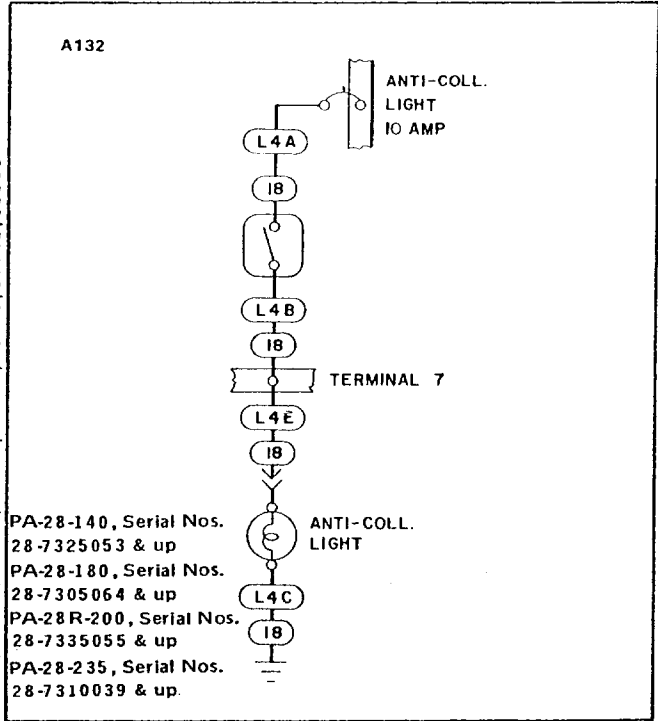 A132
ANTI-COLL.
LIGHT
10 AMP
L4A
18
L4B
18
TERMINAL 7
L4E
18
ANTI-COLL.
LIGHT
PA-28-140, Serial Nos.
28-7325053 & up
PA-28-180, Serial Nos.
28-7305064 & up
PA-28R-200, Serial Nos.
28-7335055 & up
PA-28-235, Serial Nos.
28-7310039 & up.
L4C
18